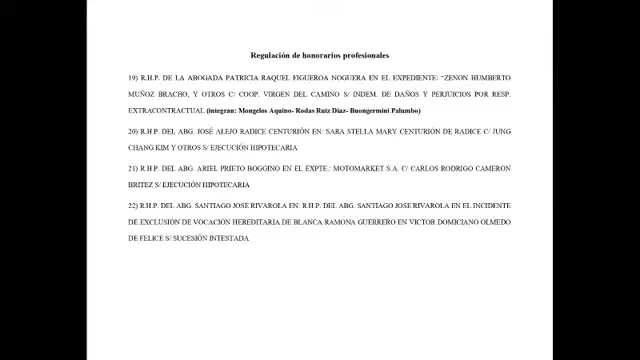 Regulación de honorarios profesionales
19) R.H.P. DE LA ABOGADA PATRICIA RAQUEL FIGUEROA NOGUERA EN EL EXPEDIENTE: “ZENON HUMBERTO
MUÑOZ BRACHO, Y OTROS C/ COOP. VIRGEN DEL CAMINO S/ INDEM. DE DAÑOS Y PERJUICIOS POR RESP.
EXTRACONTRACTUAL (integran: Mongelos Aquino- Rodas Ruiz Díaz- Buongermini Palumbo)
20) R.H.P. DEL ABG. JOSÉ ALEJO RADICE CENTURIÓN EN: SARA STELLA MARY CENTURIÓN DE RADICE C/ JUNG
CHANG KIM Y OTROS S/ EJECUCIÓN HIPOTECARIA
21) R.H.P. DEL ABG. ARIEL PRIETO BOGGINO EN EL EXPTE.: MOTOMARKET S.A. C/ CARLOS RODRIGO CAMERON
BRITEZ S/ EJECUCIÓN HIPOTECARIA
22) R.H.P. DEL ABG. SANTIAGO JOSE RIVAROLA EN: R.H.P. DEL ABG. SANTIAGO JOSE RIVAROLA EN EL INCIDENTE
DE EXCLUSIÓN DE VOCACIÓN HEREDITARIA DE BLANCA RAMONA GUERRERO EN VICTOR DOMICIANO OLMEDO
DE FELICE S/ SUCESIÓN INTESTADA